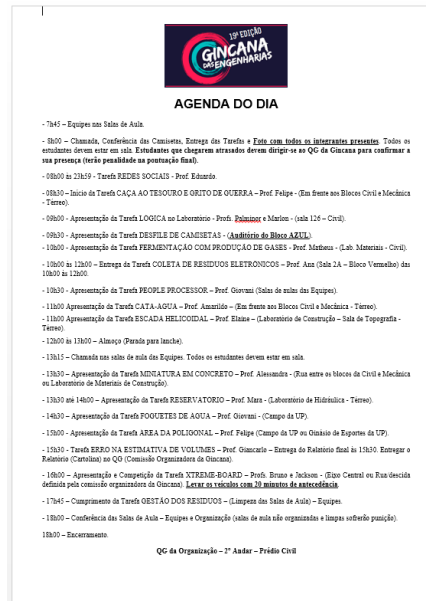 19ª EDIÇÃO
GINCANA
DAS ENGENHARIAS
AGENDA DO DIA
- 7h45 – Equipes nas Salas de Aula.
- 8h00 – Chamada, Conferência das Camisetas, Entrega das Tarefas e Foto com todos os integrantes presentes. Todos os
estudantes devem estar em sala. Estudantes que chegarem atrasados devem dirigir-se ao QG da Gincana para confirmar a
sua presença (terão penalidade na pontuação final).
- 08h00 às 23h59 - Tarefa REDES SOCIAIS - Prof. Eduardo.
- 08h30 – Inicio da Tarefa CAÇA AO TESOURO E GRITO DE GUERRA – Prof. Felipe - (Em frente aos Blocos Civil e Mecânica
- Térreo).
- 09h00 - Apresentação da Tarefa LOGICA no Laboratório - Profs. Palminor e Marlon - (sala 126 – Civil).
- 09h30 - Apresentação da Tarefa DESFILE DE CAMISETAS - (Auditório do Bloco AZUL).
- 10h00 - Apresentação da Tarefa FERMENTAÇÃO COM PRODUÇÃO DE GASES - Prof. Matheus - (Lab. Materiais - Civil).
- 10h00 às 12h00 – Entrega da Tarefa COLETA DE RESIDUOS ELETRONICOS – Prof. Ana (Sala 2A – Bloco Vermelho) das
10h00 às 12h00.
- 10h30 - Apresentação da Tarefa PEOPLE PROCESSOR – Prof. Giovani (Salas de aulas das Equipes).
- 11h00 Apresentação da Tarefa CATA-AGUA – Prof. Amarildo – (Em frente aos Blocos Civil e Mecânica - Térreo).
- 11h00 Apresentação da Tarefa ESCADA HELICOIDAL – Prof. Elaine – (Laboratório de Construção – Sala de Topografia -
Térreo).
- 12h00 às 13h00 – Almoço (Parada para lanche).
- 13h15 – Chamada nas salas de aula das Equipes. Todos os estudantes devem estar em sala.
- 13h30 – Apresentação da Tarefa MINIATURA EM CONCRETO – Prof. Alessandra - (Rua entre os blocos da Civil e Mecânica
ou Laboratório de Materiais de Construção).
- 13h30 até 14h00 – Apresentação da Tarefa RESERVATORIO – Prof. Mara - (Laboratório de Hidráulica - Térreo).
- 14h30 – Apresentação da Tarefa FOGUETES DE AGUA – Prof. Giovani - (Campo da UP).
- 15h00 - Apresentação da Tarefa AREA DA POLIGONAL – Prof. Felipe (Campo da UP ou Ginásio de Esportes da UP).
- 15h30 - Tarefa ERRO NA ESTIMATIVA DE VOLUMES – Prof. Giancarlo – Entrega do Relatório final às 15h30. Entregar o
Relatório (Cartolina) no QG (Comissão Organizadora da Gincana).
- 16h00 – Apresentação e Competição da Tarefa XTREME-BOARD – Profs. Bruno e Jackson - (Eixo Central ou Rua/descida
definida pela comissão organizadora da Gincana). Levar os veículos com 20 minutos de antecedência.
- 17h45 – Cumprimento da Tarefa GESTÃO DOS RESIDUOS – (Limpeza das Salas de Aula) – Equipes.
- 18h00 – Conferência das Salas de Aula – Equipes e Organização (salas de aula não organizadas e limpas sofrerão punição).
18h00 – Encerramento.
QG da Organização – 2º Andar – Prédio Civil